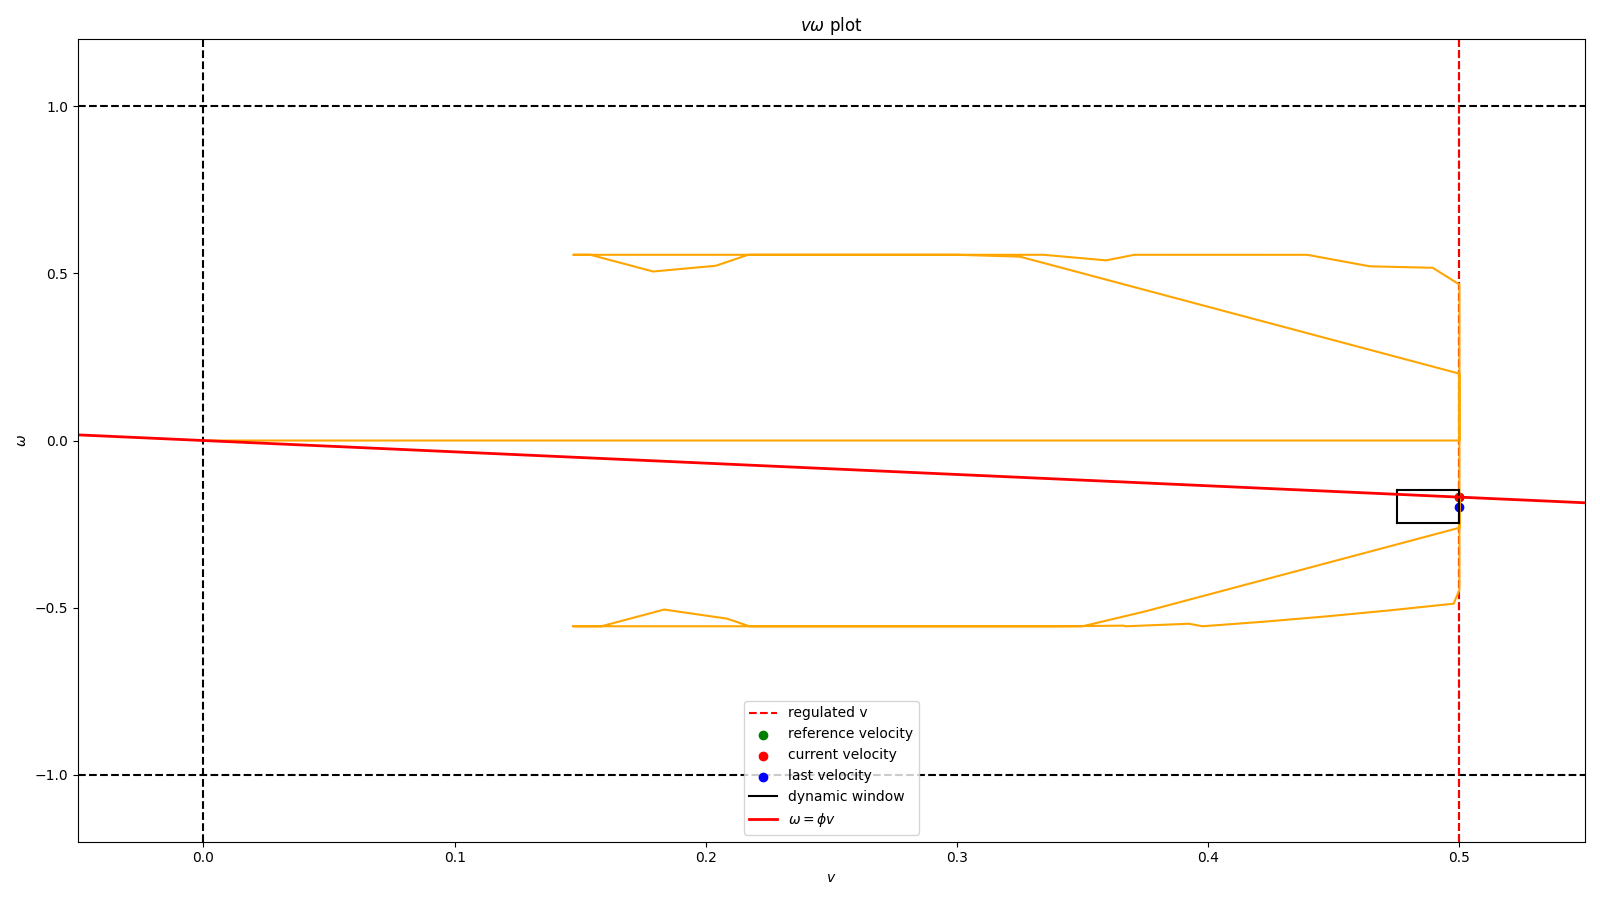 vω plot
1.0
0.5
0.0
−0.5
−1.0
ω
regulated v
reference velocity
current velocity
last velocity
dynamic window
ω = ϕv
0.0 0.1 0.2 0.3 0.4 0.5
v